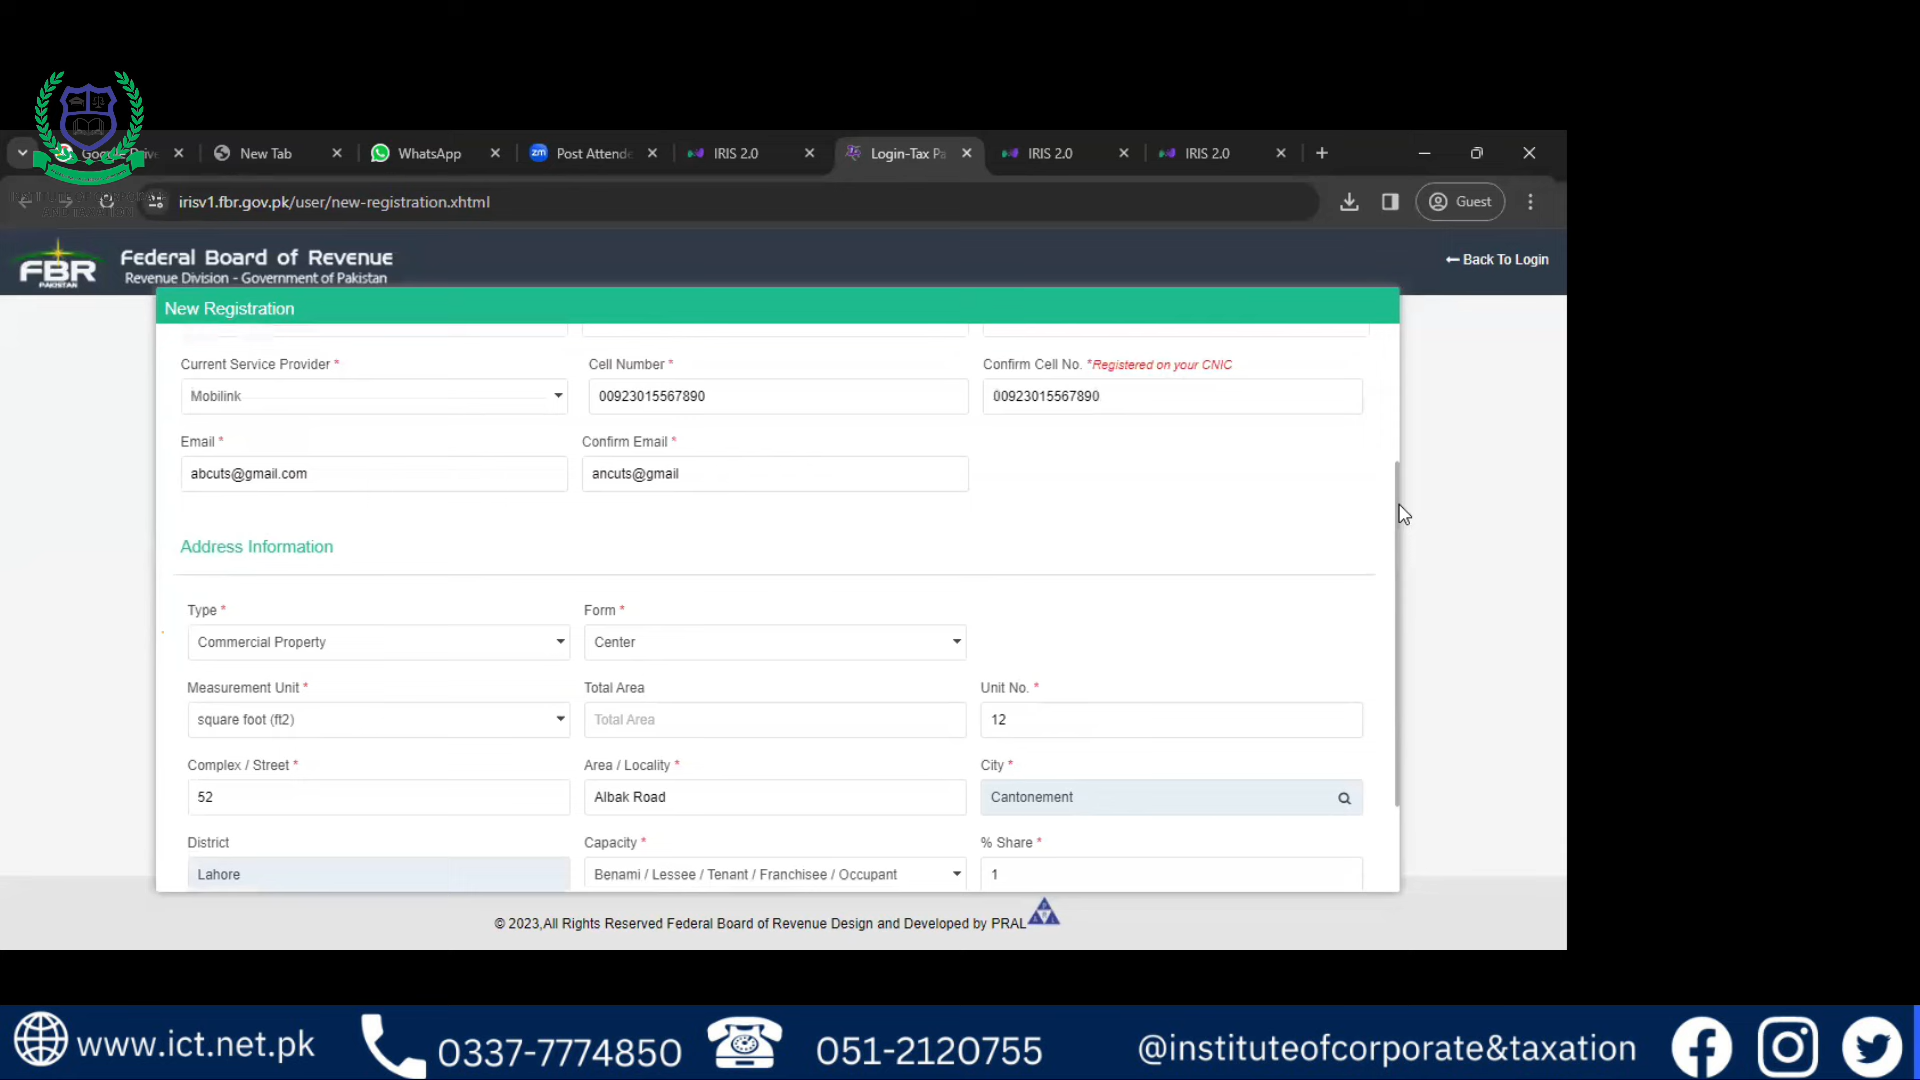 Google Drive
New Tab
WhatsApp
Post Attende
IRIS 2.0
Login-Tax Pa
IRIS 2.0
IRIS 2.0
irisv1.fbr.gov.pk/user/new-registration.xhtml
Guest
FBR
PAKISTAN
Federal Board of Revenue
Revenue Division - Government of Pakistan
Back To Login
New Registration
Current Service Provider *
Cell Number *
Confirm Cell No. *Registered on your CNIC
Mobilink
00923015567890
00923015567890
Email *
Confirm Email *
abcuts@gmail.com
ancuts@gmail
Address Information
Type *
Form *
Commercial Property
Center
Measurement Unit *
Total Area
Unit No. *
square foot (ft2)
Total Area
12
Complex / Street *
Area / Locality *
City *
52
Albak Road
Cantonement
District
Capacity *
% Share *
Lahore
Benami / Lessee / Tenant / Franchisee / Occupant
1
© 2023,All Rights Reserved Federal Board of Revenue Design and Developed by PRAL
www.ict.net.pk
0337-7774850
051-2120755
@instituteofcorporate&taxation